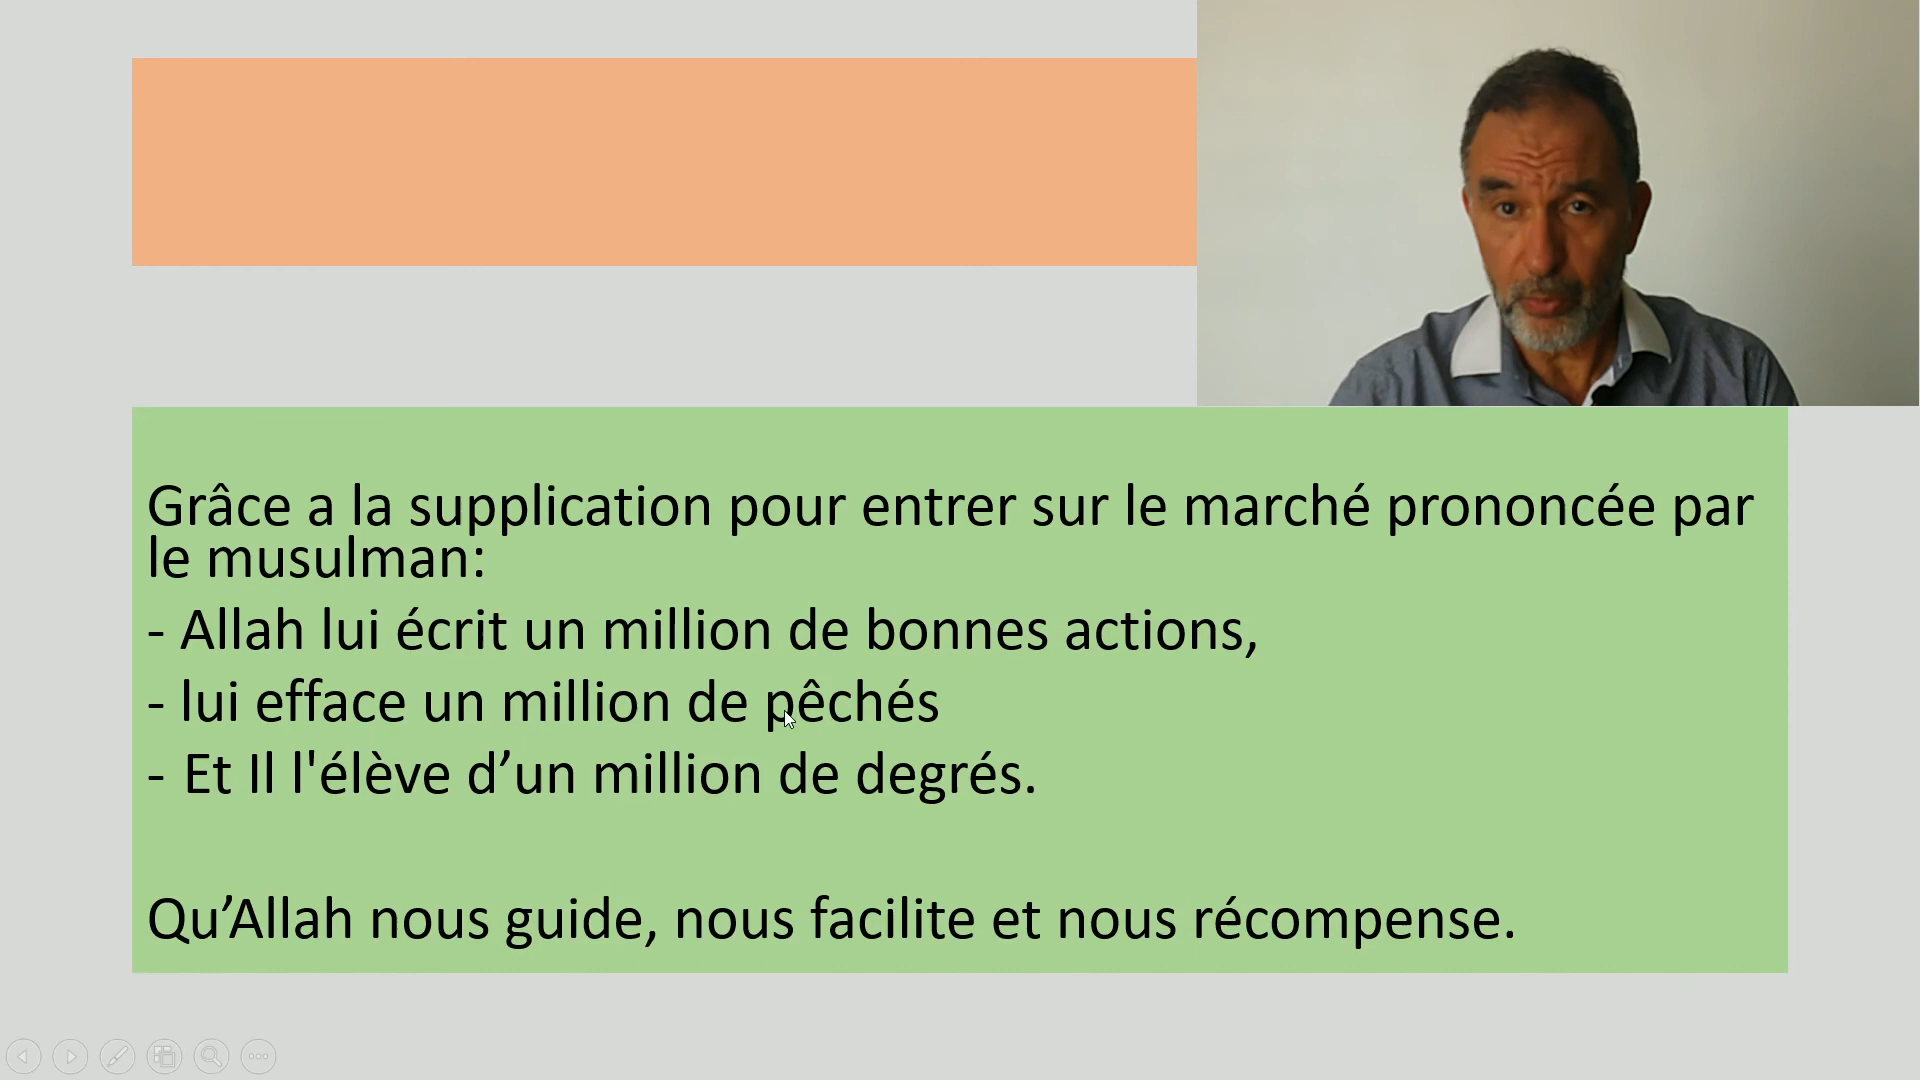 Grâce a la supplication pour entrer sur le marché prononcée par
le musulman:
- Allah lui écrit un million de bonnes actions,
- lui efface un million de pêchés
- Et Il l'élève d’un million de degrés.
Qu’Allah nous guide, nous facilite et nous récompense.